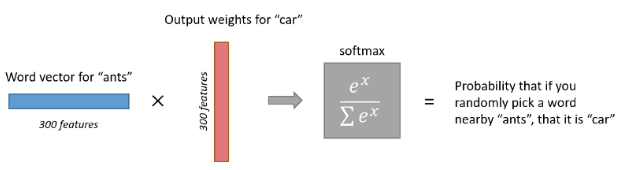 Output weights for “car”
softmax
Word vector for “ants”
300 features
×
300 features
e^x
∑ e^x
=
Probability that if you
randomly pick a word
nearby “ants”, that it is “car”